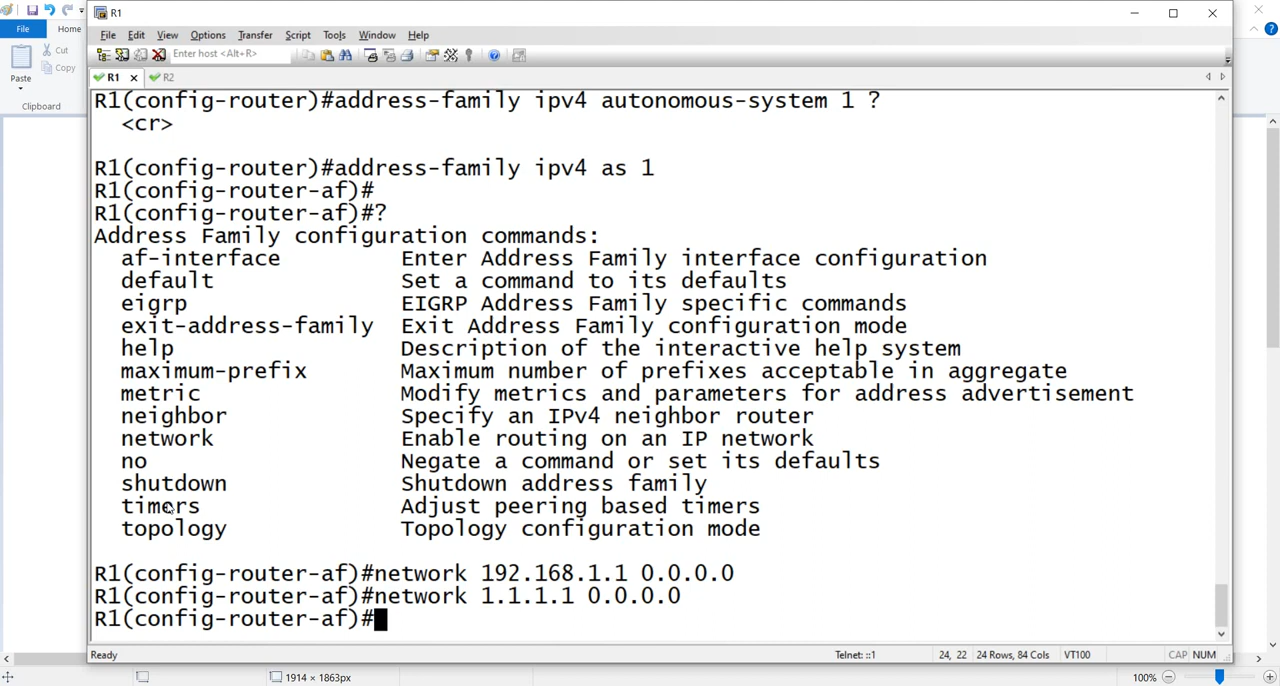 R1
File
Home
Cut
Copy
Paste
Clipboard
File Edit View Options Transfer Script Tools Window Help
Enter host <Alt+R>
R1 R2
R1(config-router)#address-family ipv4 autonomous-system 1 ?
<cr>
R1(config-router)#address-family ipv4 as 1
R1(config-router-af)#
R1(config-router-af)#?
Address Family configuration commands:
af-interface Enter Address Family interface configuration
default Set a command to its defaults
eigrp EIGRP Address Family specific commands
exit-address-family Exit Address Family configuration mode
help Description of the interactive help system
maximum-prefix Maximum number of prefixes acceptable in aggregate
metric Modify metrics and parameters for address advertisement
neighbor Specify an IPv4 neighbor router
network Enable routing on an IP network
no Negate a command or set its defaults
shutdown Shutdown address family
timers Adjust peering based timers
topology Topology configuration mode
R1(config-router-af)#network 192.168.1.1 0.0.0.0
R1(config-router-af)#network 1.1.1.1 0.0.0.0
R1(config-router-af)#
Ready Telnet: ::1 24, 22 24 Rows, 84 Cols VT100 CAP NUM
1914 × 1863px 100%